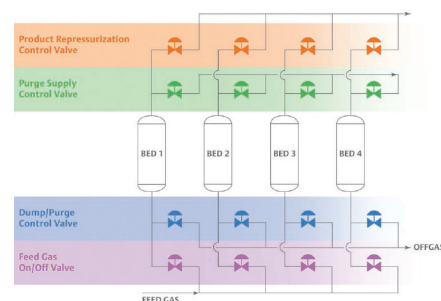 Product Repressurization
Control Valve
Purge Supply
Control Valve
BED 1
BED 2
BED 3
BED 4
Dump/Purge
Control Valve
OFFGAS
Feed Gas
On/Off Valve
FEED GAS